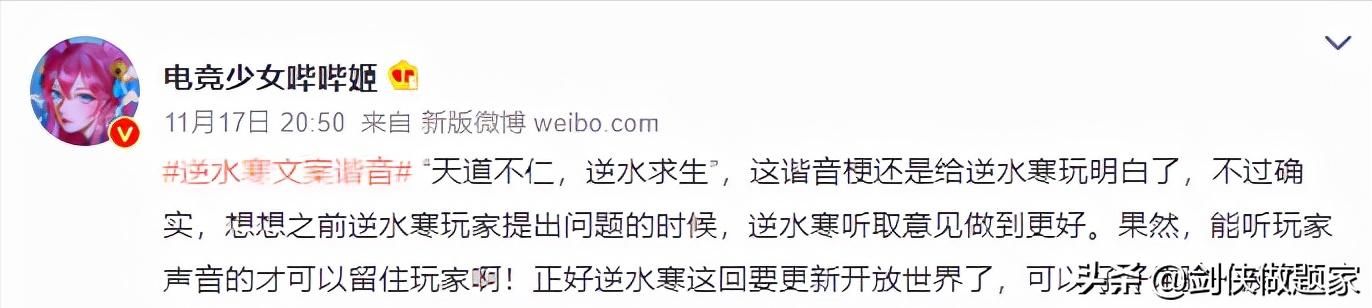 电竞少女哔哔姬
11月17日 20:50 来自 新版微博 weibo.com
#逆水寒文案谐音# “天道不仁，逆水求生”，这谐音梗还是给逆水寒玩明白了，不过确
实，想想之前逆水寒玩家提出问题的时候，逆水寒听取意见做到更好。果然，能听玩家
声音的才可以留住玩家啊！正好逆水寒这回要更新开放世界了，可以
头条 @剑侠做题家